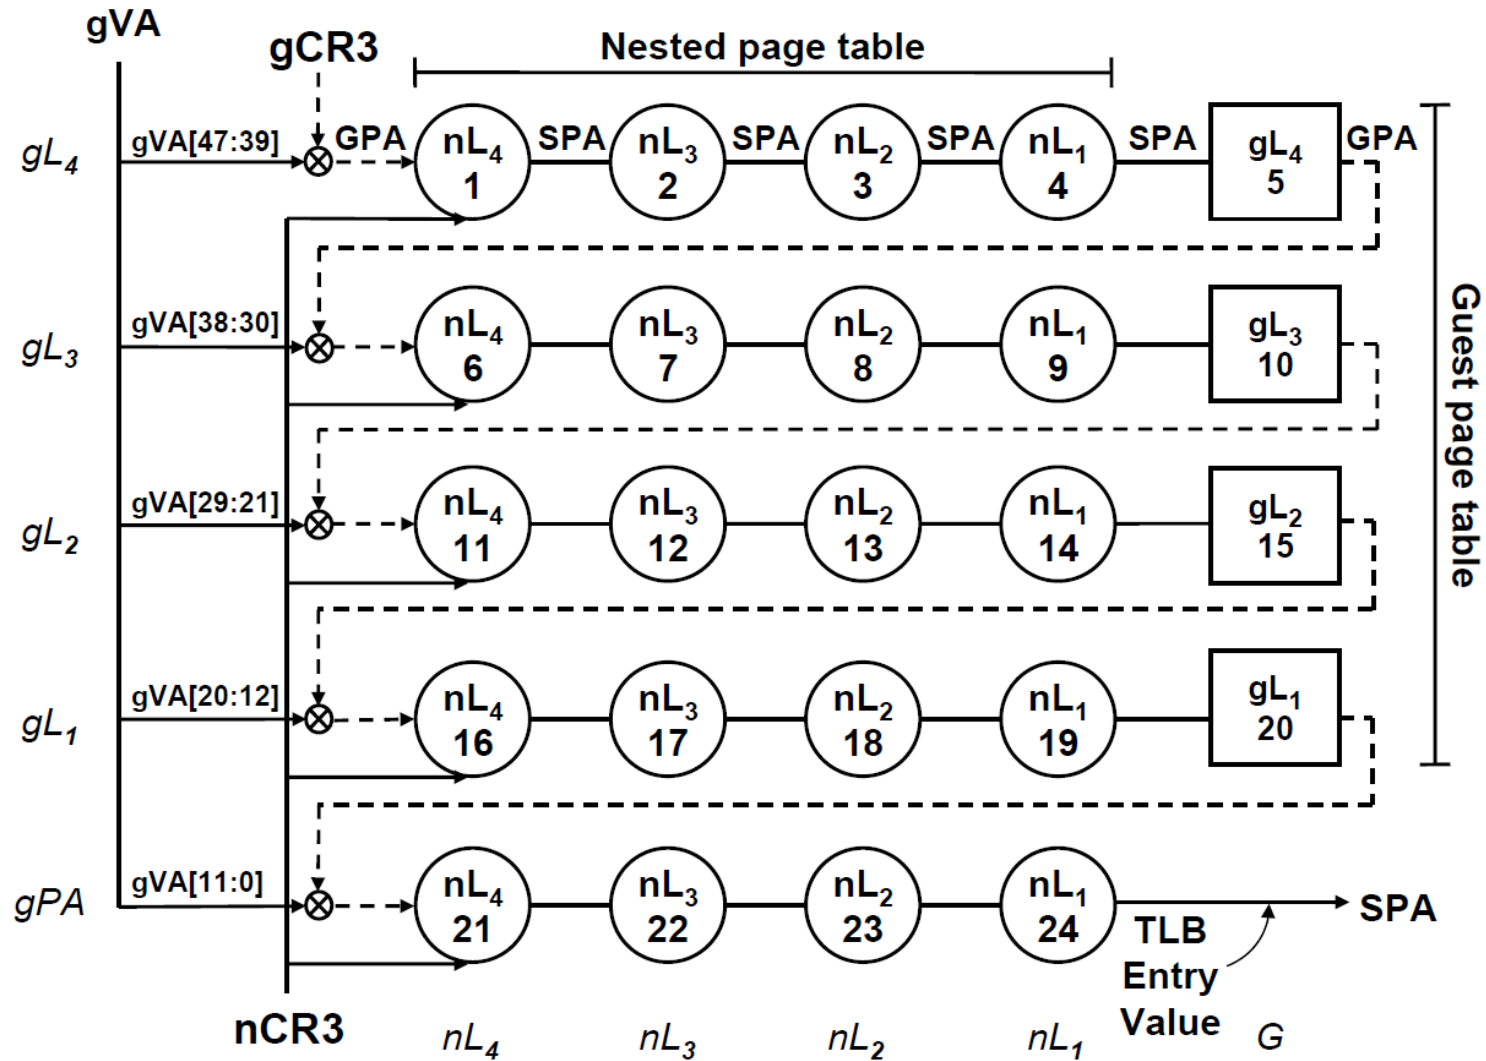 gVA
gCR3
Nested page table
gL4 gVA[47:39] GPA nL4 1 SPA nL3 2 SPA nL2 3 SPA nL1 4 SPA gL4 5 GPA
gL3 gVA[38:30] nL4 6 nL3 7 nL2 8 nL1 9 gL3 10
Guest page table
gL2 gVA[29:21] nL4 11 nL3 12 nL2 13 nL1 14 gL2 15
gL1 gVA[20:12] nL4 16 nL3 17 nL2 18 nL1 19 gL1 20
gPA gVA[11:0] nL4 21 nL3 22 nL2 23 nL1 24 SPA
TLB
Entry
Value
nCR3
nL4 nL3 nL2 nL1 G